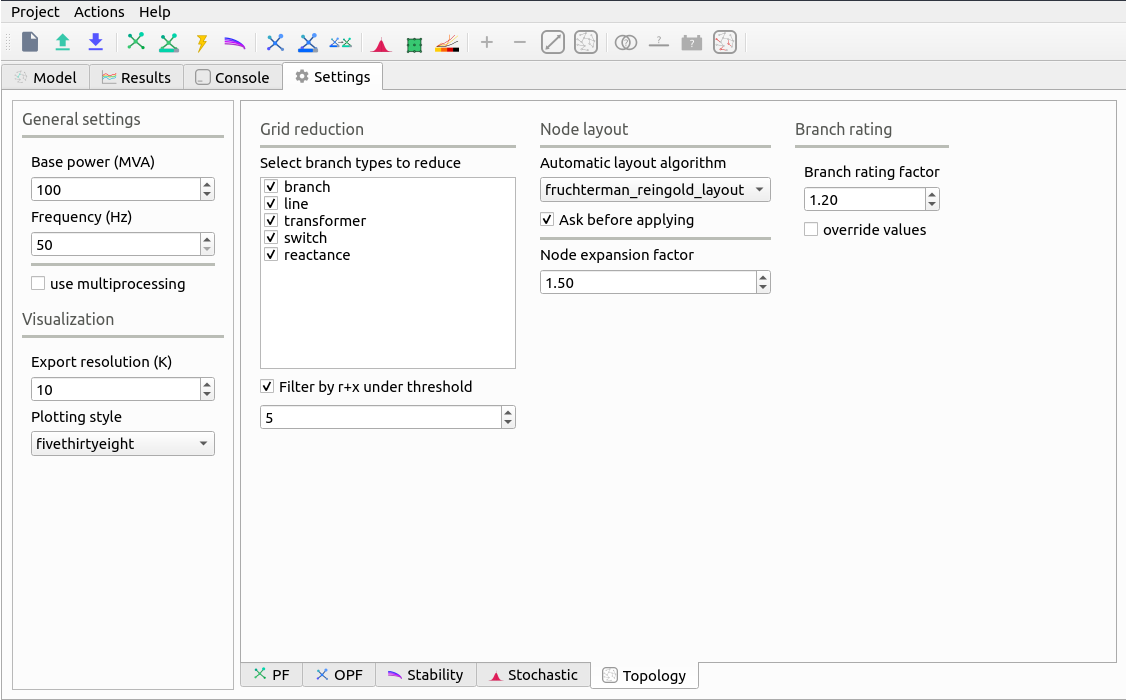 Project Actions Help
Model Results Console Settings
General settings
Base power (MVA)
100
Frequency (Hz)
50
use multiprocessing
Visualization
Export resolution (K)
10
Plotting style
fivethirtyeight
Grid reduction
Select branch types to reduce
branch
line
transformer
switch
reactance
Filter by r+x under threshold
5
Node layout
Automatic layout algorithm
fruchterman_reingold_layout
Ask before applying
Node expansion factor
1.50
Branch rating
Branch rating factor
1.20
override values
PF OPF Stability Stochastic Topology